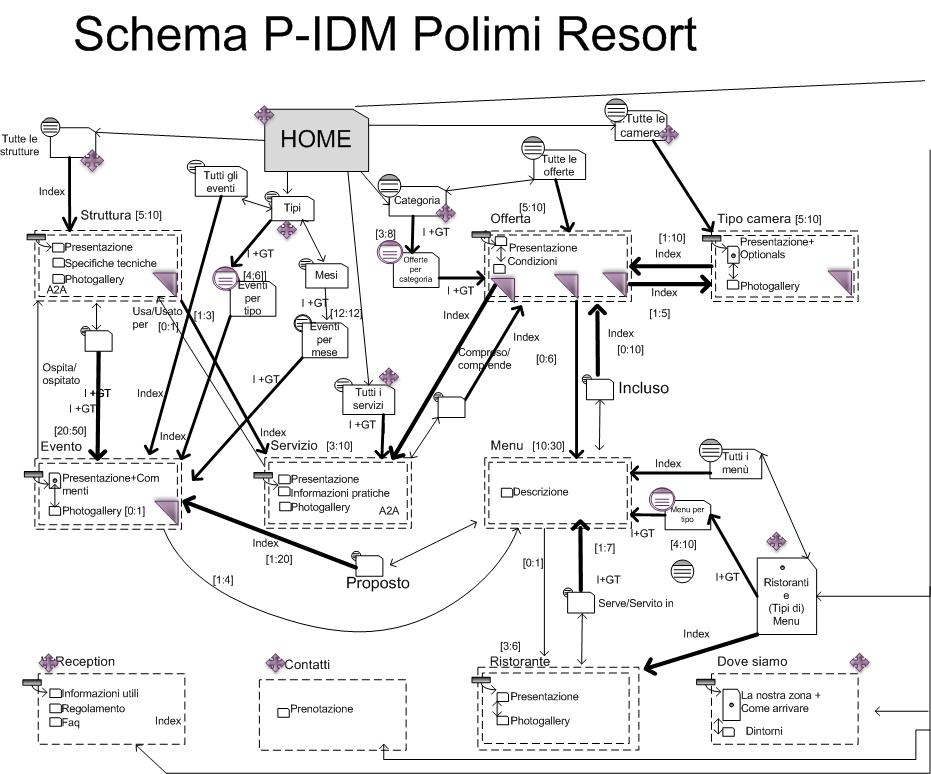 Schema P-IDM Polimi Resort
HOME
Tutte le
strutture
Tutti gli
eventi
Tipi
Categoria
Tutte le
offerte
..Tutte le
camere
Index
Struttura [5:10]
Presentazione
Specifiche tecniche
Photogallery
A2A
I +GT
[4;6]]
Eventi
per
tipo
Mesi
I +GT
[12:12]
Eventi
per
mese
I +GT
[3:8]
Offerte
per
categoria
I +GT
[5:10]
Offerta
Presentazione
Condizioni
[1:10]
Index
Index
[1:5]
Tipo camera [5:10]
Presentazione+
Optionals
Photogallery
Usa/Usato
per
[0:1]
[1:3]
Ospita/
ospitato
I +GT
I +GT
[20:50]
Index
Index
I +GT
Index
Tutti i
servizi
I +GT
Index
Compreso/
comprende
Index
[0:6]
Index
[0:10]
Incluso
Evento
Presentazione+Com
menti
Photogallery [0:1]
Servizio [3:10]
Presentazione
Informazioni pratiche
Photogallery
A2A
Menu [10:30]
Descrizione
Index
Tutti i
menù
Menu per
tipo
I+GT
[4:10]
I+GT
Ristoranti
e
(Tipi di)
Menu
Index
Index
[1:20]
Proposto
[1:4]
[0:1]
[1:7]
I+GT
Serve/Servito in
[3:6]
Ristorante
Presentazione
Photogallery
Reception
Informazioni utili
Regolamento
Faq
Index
Contatti
Prenotazione
Dove siamo
La nostra zona +
Come arrivare
Dintorni